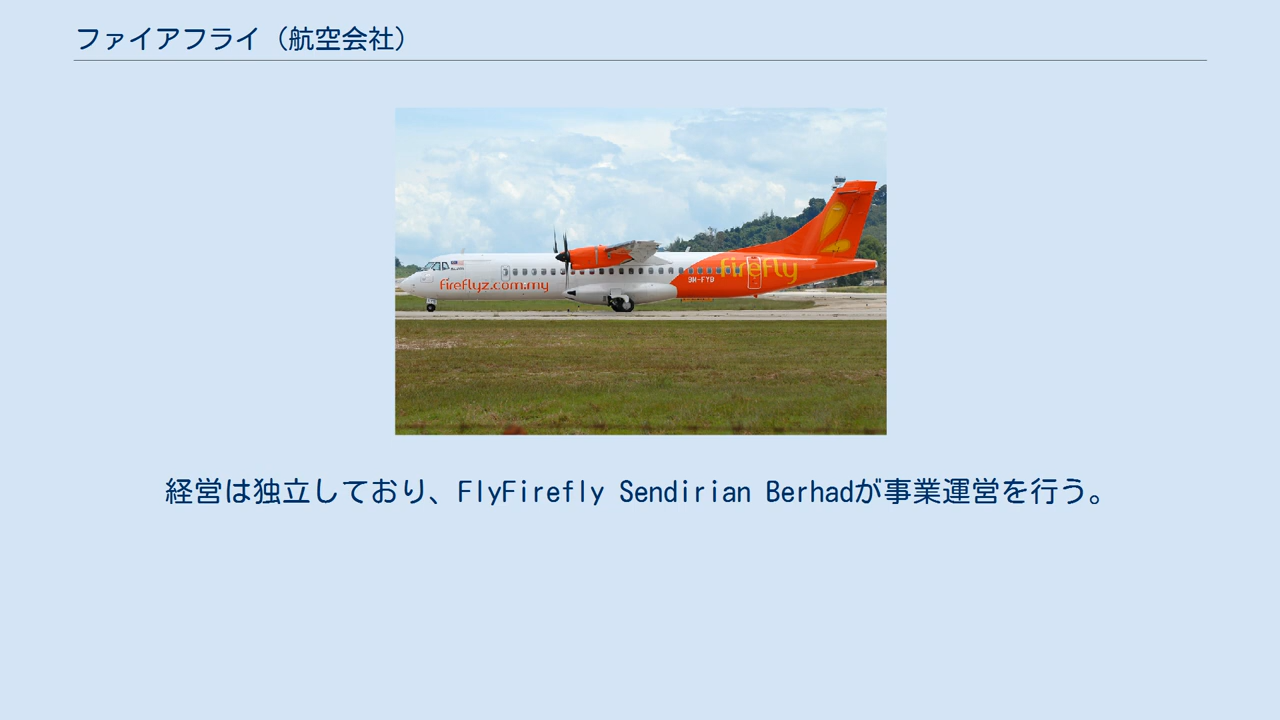 ファイアフライ（航空会社）
fireflyz.com.my
firefly
9M-FYD
経営は独立しており、FlyFirefly Sendirian Berhadが事業運営を行う。